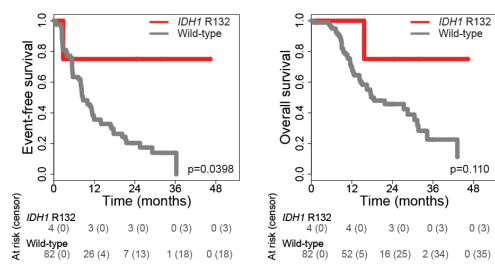 IDH1 R132
Wild-type
Event-free survival
1.0
0.8
0.6
0.4
0.2
0.0
p=0.0398
0 12 24 36 48
Time (months)
At risk (censor)
IDH1 R132
4 (0) 3 (0) 3 (0) 0 (3) 0 (3)
Wild-type
82 (0) 26 (4) 7 (13) 1 (18) 0 (18)
IDH1 R132
Wild-type
Overall survival
1.0
0.8
0.6
0.4
0.2
0.0
p=0.110
0 12 24 36 48
Time (months)
At risk (censor)
IDH1 R132
4 (0) 4 (0) 3 (0) 0 (3) 0 (3)
Wild-type
82 (0) 52 (5) 16 (25) 2 (34) 0 (35)